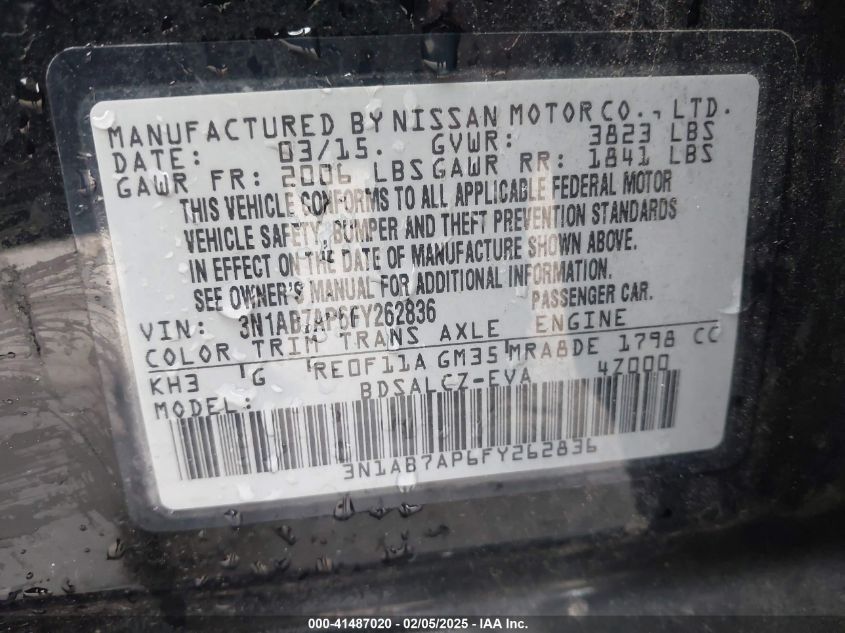 MANUFACTURED BY NISSAN MOTOR CO., LTD.
DATE: 03/15. GVWR: 3823 LBS
GAWR FR: 2006 LBS GAWR RR: 1841 LBS
THIS VEHICLE CONFORMS TO ALL APPLICABLE FEDERAL MOTOR
VEHICLE SAFETY, BUMPER AND THEFT PREVENTION STANDARDS
IN EFFECT ON THE DATE OF MANUFACTURE SHOWN ABOVE.
SEE OWNER'S MANUAL FOR ADDITIONAL INFORMATION.
VIN: 3N1AB7AP6FY262836 PASSENGER CAR.
COLOR TRIM TRANS AXLE ENGINE
KH3 G RE0F11A GM35 MRA8DE 1798 CC
MODEL: BDSALCZ-EVA 47000
3N1AB7AP6FY262836
000-41487020 — 02/05/2025 — IAA Inc.